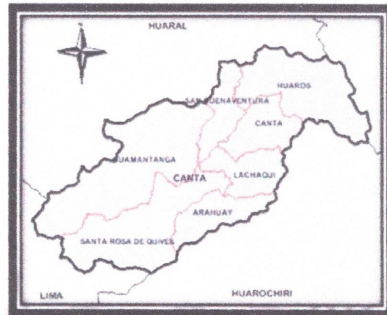 HUARAL
HUAROS
SAN BUENAVENTURA
CANTA
HUAMANTANGA
CANTA
LACHAQUI
ARAHUAY
SANTA ROSA DE QUIVES
LIMA
HUAROCHIRI